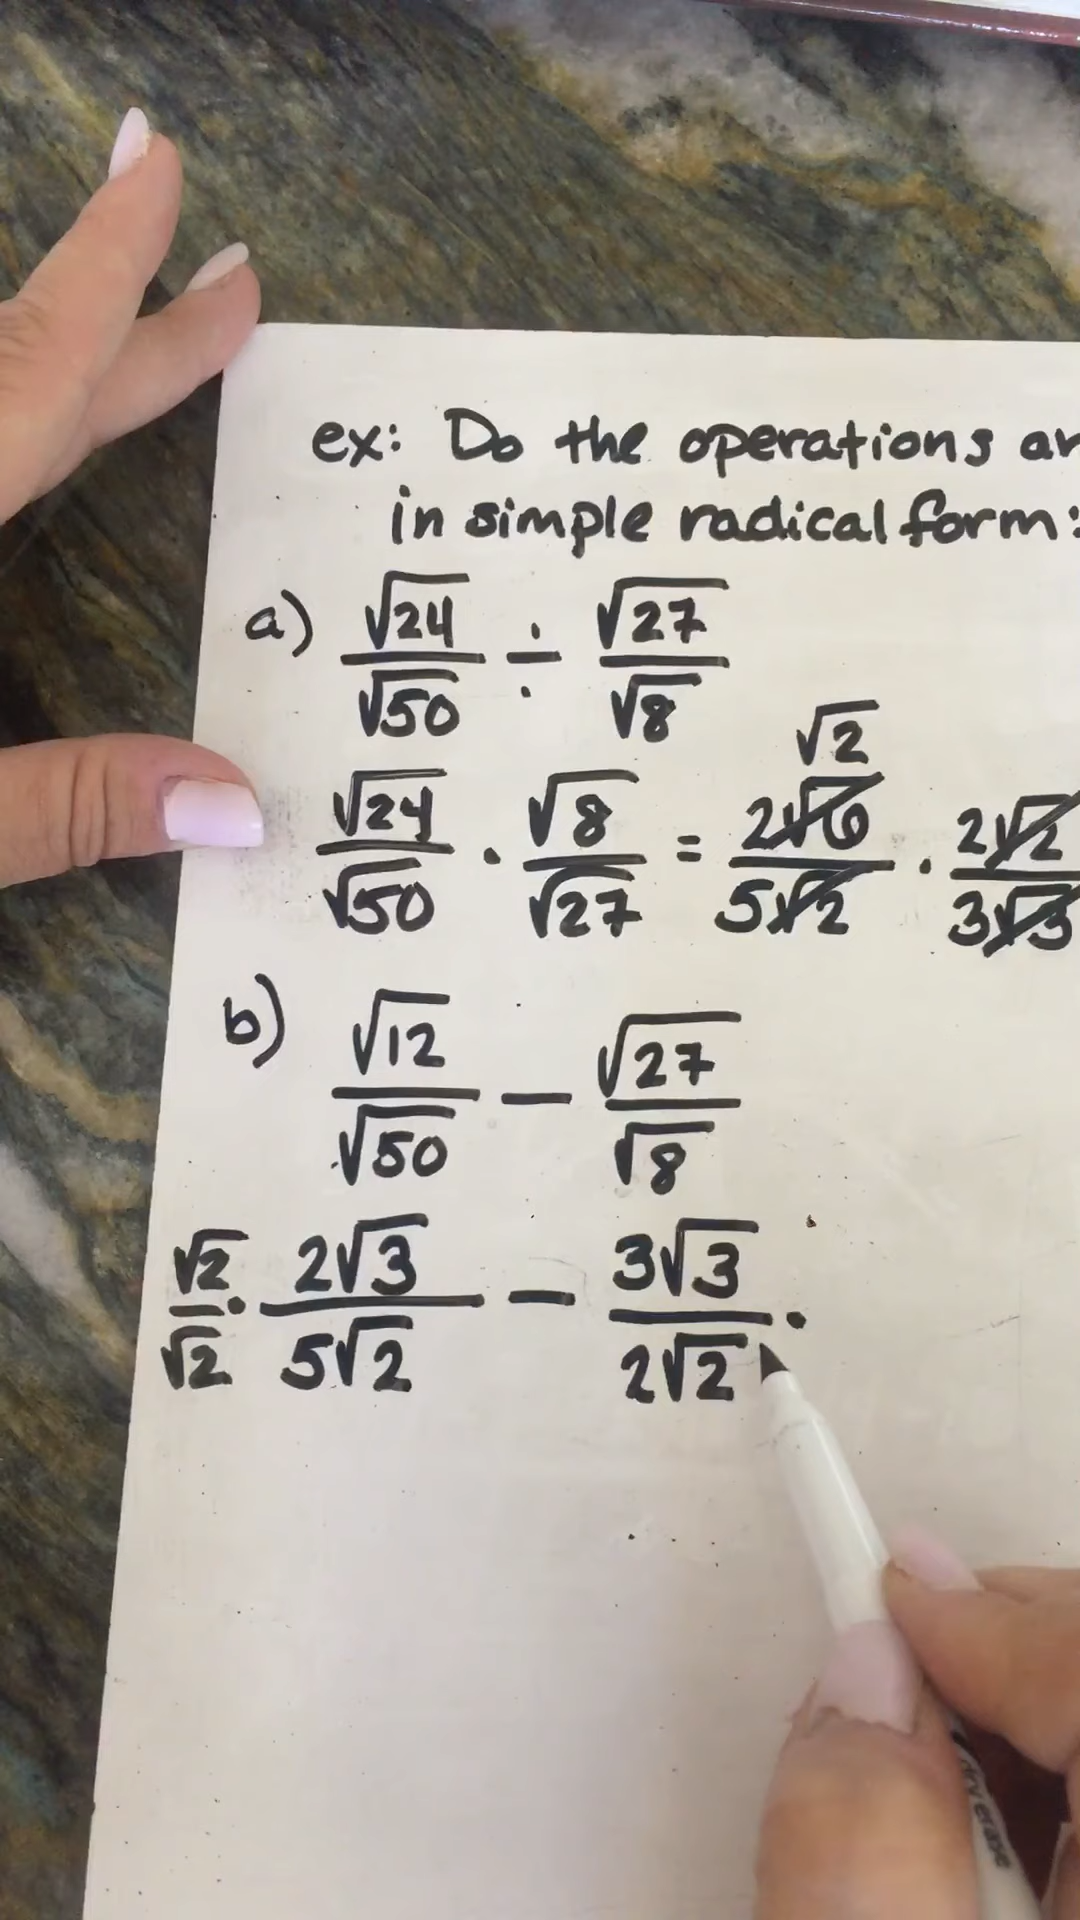 ex: Do the operations
in simple radical form:
a) √24/√50 ÷ √27/√8
√2
√24/√50 · √8/√27 = 2√6/5√2 · 2√2/3√3
b) √12/√50 − √27/√8
√2/√2 · 2√3/5√2 − 3√3/2√2 ·
dry erase